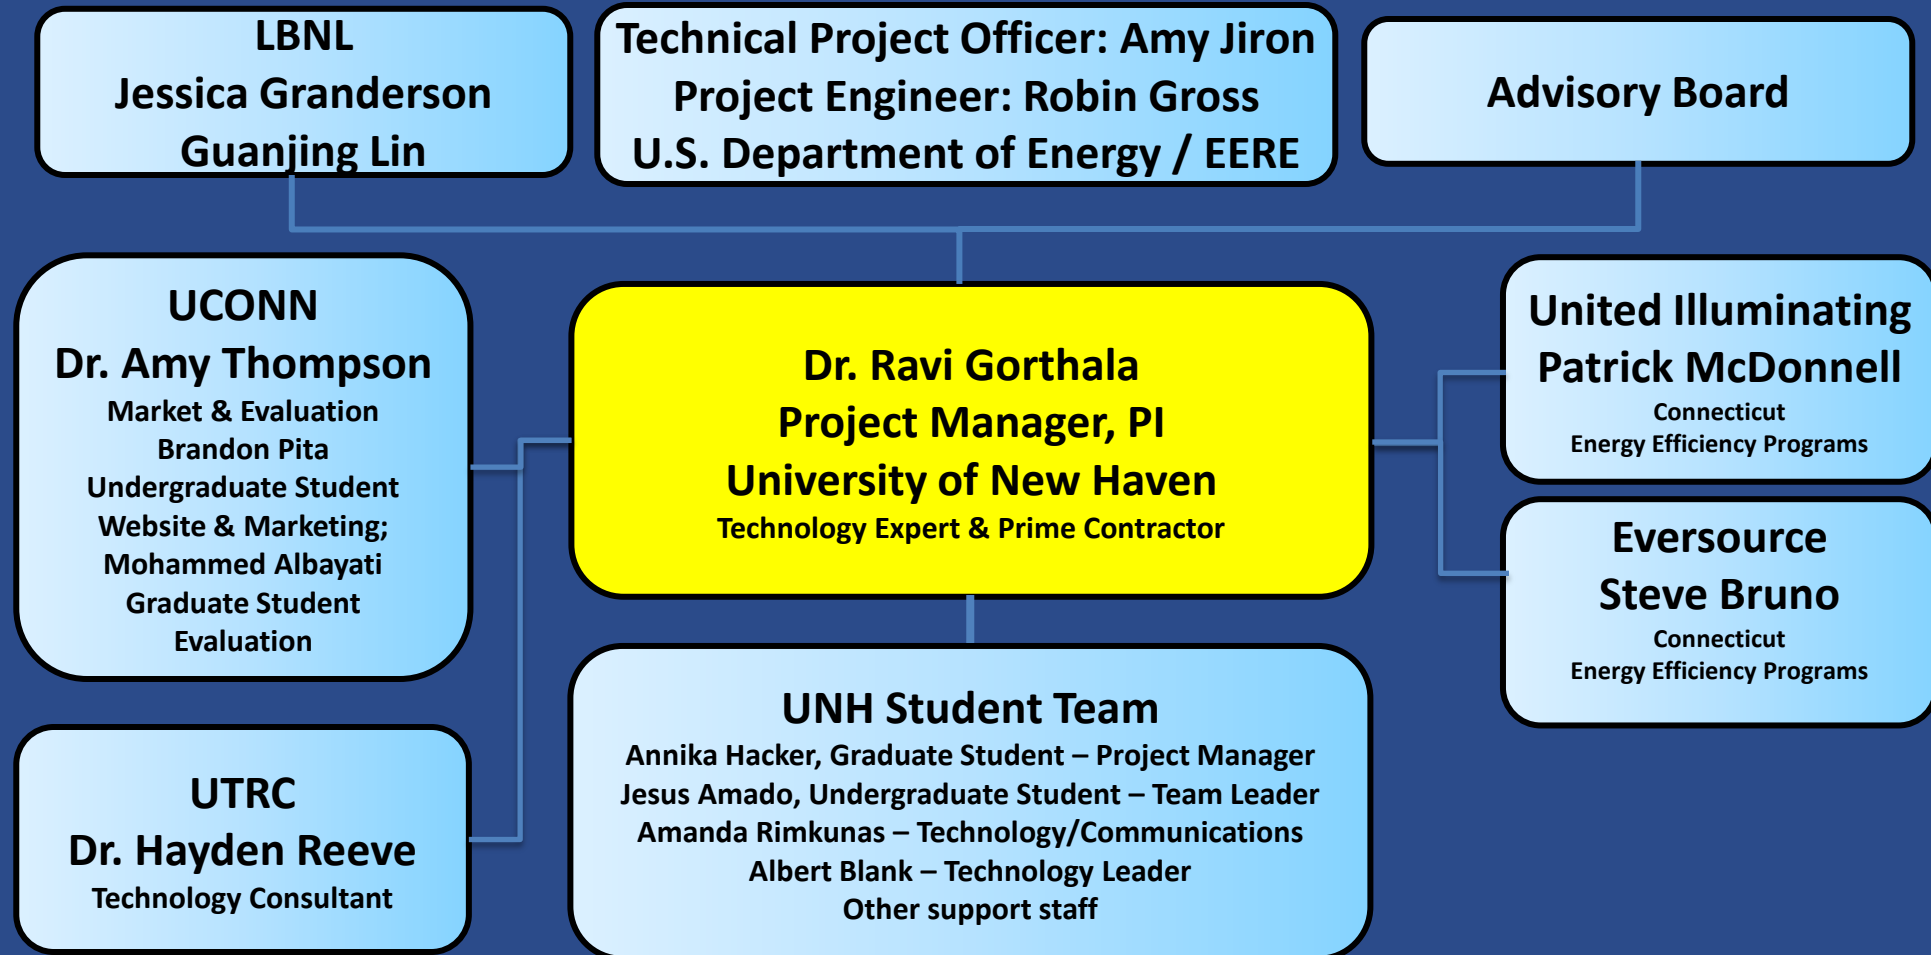 LBNL
Jessica Granderson
Guanjing Lin
Technical Project Officer: Amy Jiron
Project Engineer: Robin Gross
U.S. Department of Energy / EERE
Advisory Board
UCONN
Dr. Amy Thompson
Market & Evaluation
Brandon Pita
Undergraduate Student
Website & Marketing;
Mohammed Albayati
Graduate Student
Evaluation
Dr. Ravi Gorthala
Project Manager, PI
University of New Haven
Technology Expert & Prime Contractor
United Illuminating
Patrick McDonnell
Connecticut
Energy Efficiency Programs
Eversource
Steve Bruno
Connecticut
Energy Efficiency Programs
UTRC
Dr. Hayden Reeve
Technology Consultant
UNH Student Team
Annika Hacker, Graduate Student – Project Manager
Jesus Amado, Undergraduate Student – Team Leader
Amanda Rimkunas – Technology/Communications
Albert Blank – Technology Leader
Other support staff